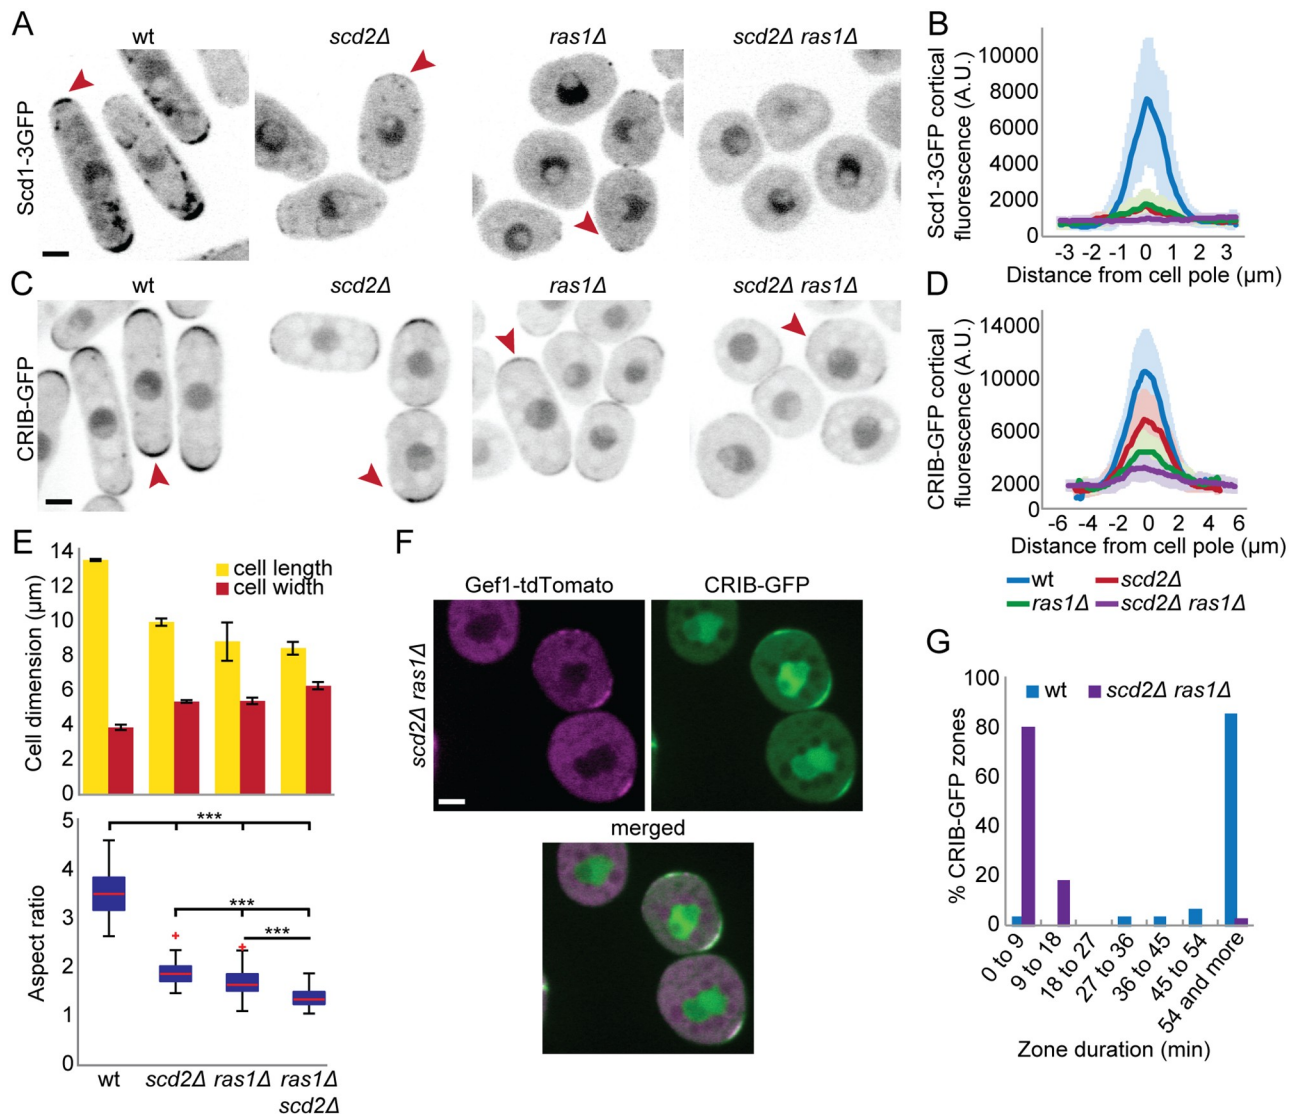 A
wt
scd2Δ
ras1Δ
scd2Δ ras1Δ
Scd1-3GFP
B
Scd1-3GFP cortical
fluorescence (A.U.)
10000
8000
6000
4000
2000
0
-3 -2 -1 0 1 2 3
Distance from cell pole (μm)
C
wt
scd2Δ
ras1Δ
scd2Δ ras1Δ
CRIB-GFP
D
CRIB-GFP cortical
fluorescence (A.U.)
14000
10000
6000
2000
0
-6 -4 -2 0 2 4 6
Distance from cell pole (μm)
wt
scd2Δ
ras1Δ
scd2Δ ras1Δ
E
Cell dimension (μm)
14
12
10
8
6
4
2
0
cell length
cell width
Aspect ratio
5
4
3
2
1
0
***
***
***
wt
scd2Δ
ras1Δ
ras1Δ
scd2Δ
F
Gef1-tdTomato
CRIB-GFP
scd2Δ ras1Δ
merged
G
% CRIB-GFP zones
100
80
60
40
20
0
wt
scd2Δ ras1Δ
0 to 9
9 to 18
18 to 27
27 to 36
36 to 45
45 to 54
54 and more
Zone duration (min)